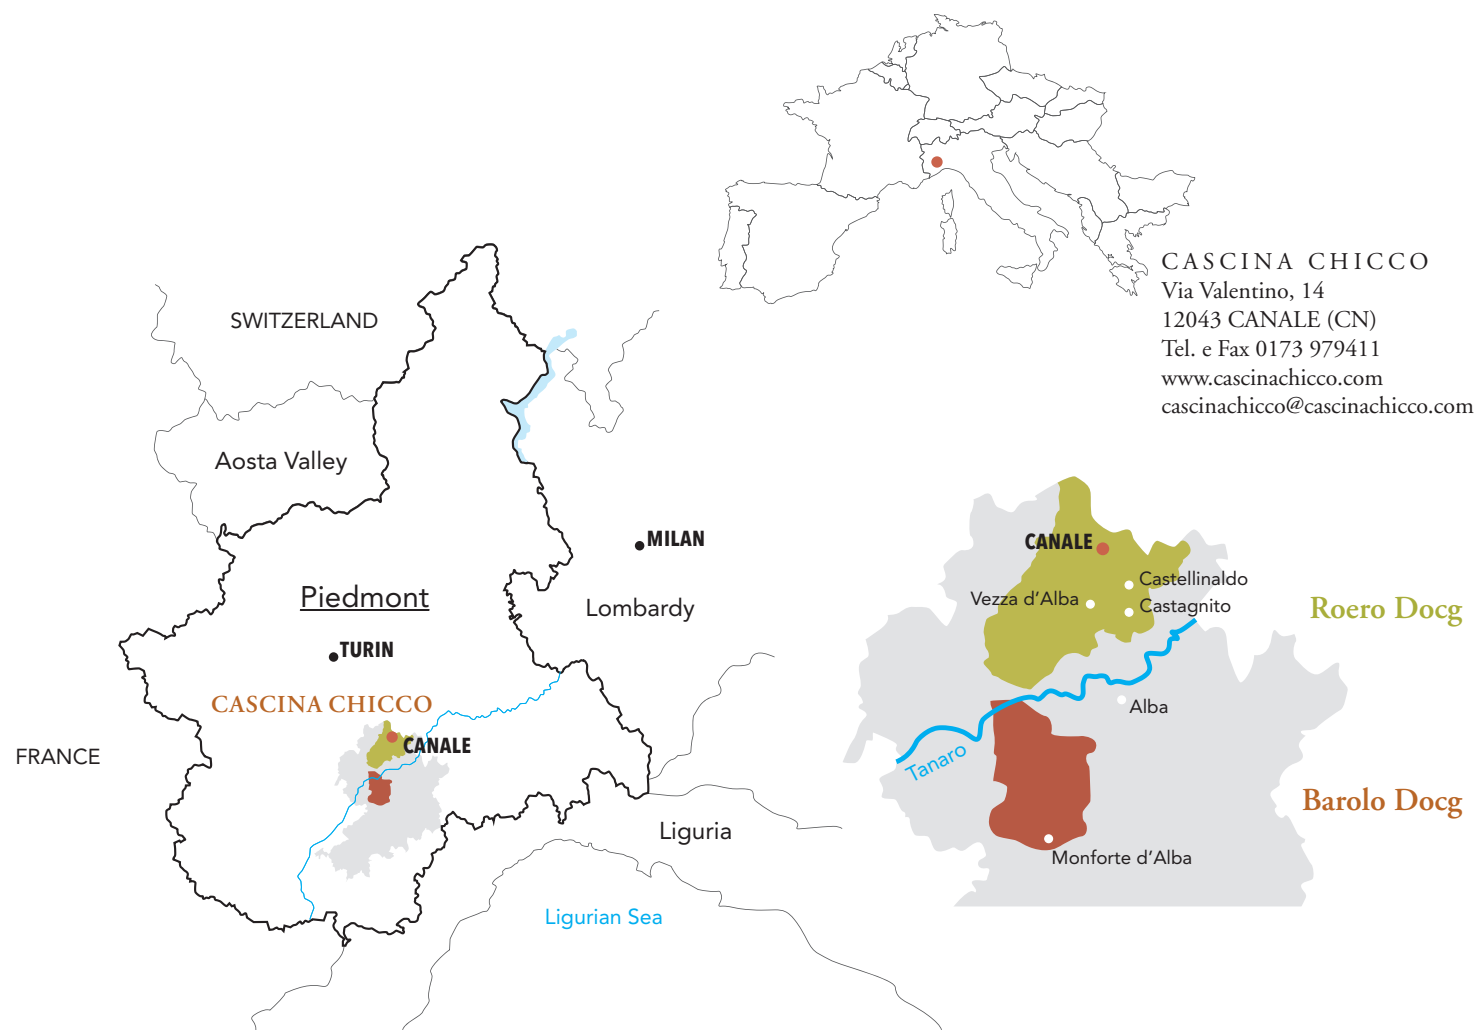 CASCINA CHICCO
Via Valentino, 14
12043 CANALE (CN)
Tel. e Fax 0173 979411
www.cascinachicco.com
cascinachicco@cascinachicco.com
SWITZERLAND
Aosta Valley
MILAN
Piedmont
Lombardy
TURIN
CASCINA CHICCO
CANALE
FRANCE
Liguria
Ligurian Sea
CANALE
Castellinaldo
Vezza d'Alba
Castagnito
Roero Docg
Alba
Tanaro
Barolo Docg
Monforte d'Alba